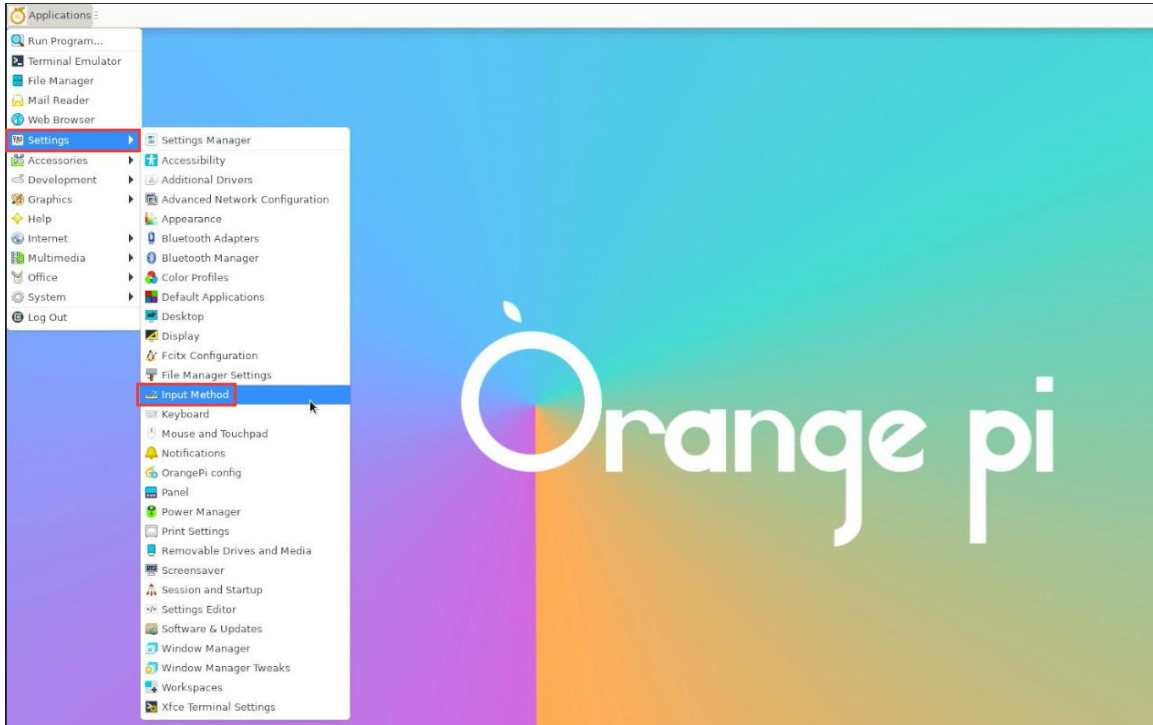 Applications
Run Program...
Terminal Emulator
File Manager
Mail Reader
Web Browser
Settings
Accessories
Development
Graphics
Help
Internet
Multimedia
Office
System
Log Out
Settings Manager
Accessibility
Additional Drivers
Advanced Network Configuration
Appearance
Bluetooth Adapters
Bluetooth Manager
Color Profiles
Default Applications
Desktop
Display
Fcitx Configuration
File Manager Settings
Input Method
Keyboard
Mouse and Touchpad
Notifications
OrangePi config
Panel
Power Manager
Print Settings
Removable Drives and Media
Screensaver
Session and Startup
Settings Editor
Software & Updates
Window Manager
Window Manager Tweaks
Workspaces
Xfce Terminal Settings
Orange pi